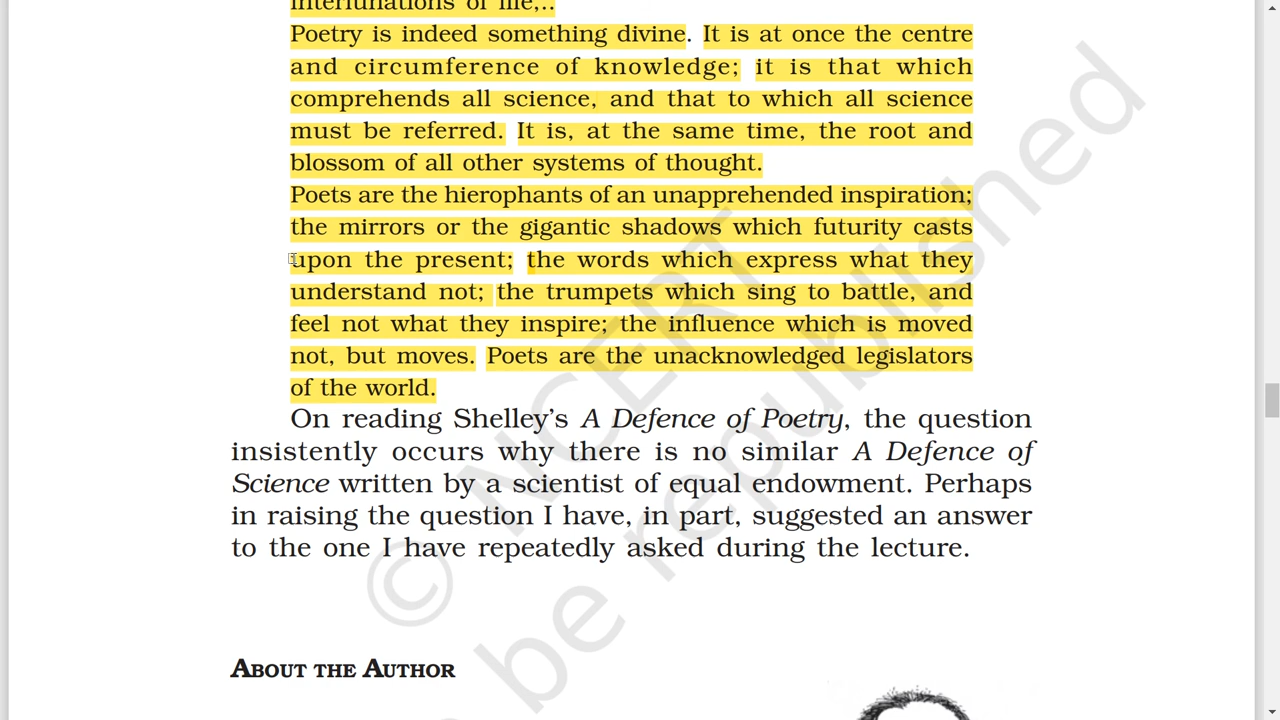 interlunations of life,..
Poetry is indeed something divine. It is at once the centre
and circumference of knowledge; it is that which
comprehends all science, and that to which all science
must be referred. It is, at the same time, the root and
blossom of all other systems of thought.
Poets are the hierophants of an unapprehended inspiration;
the mirrors or the gigantic shadows which futurity casts
upon the present; the words which express what they
understand not; the trumpets which sing to battle, and
feel not what they inspire; the influence which is moved
not, but moves. Poets are the unacknowledged legislators
of the world.
On reading Shelley’s A Defence of Poetry, the question
insistently occurs why there is no similar A Defence of
Science written by a scientist of equal endowment. Perhaps
in raising the question I have, in part, suggested an answer
to the one I have repeatedly asked during the lecture.
ABOUT THE AUTHOR
© NCERT
be republished